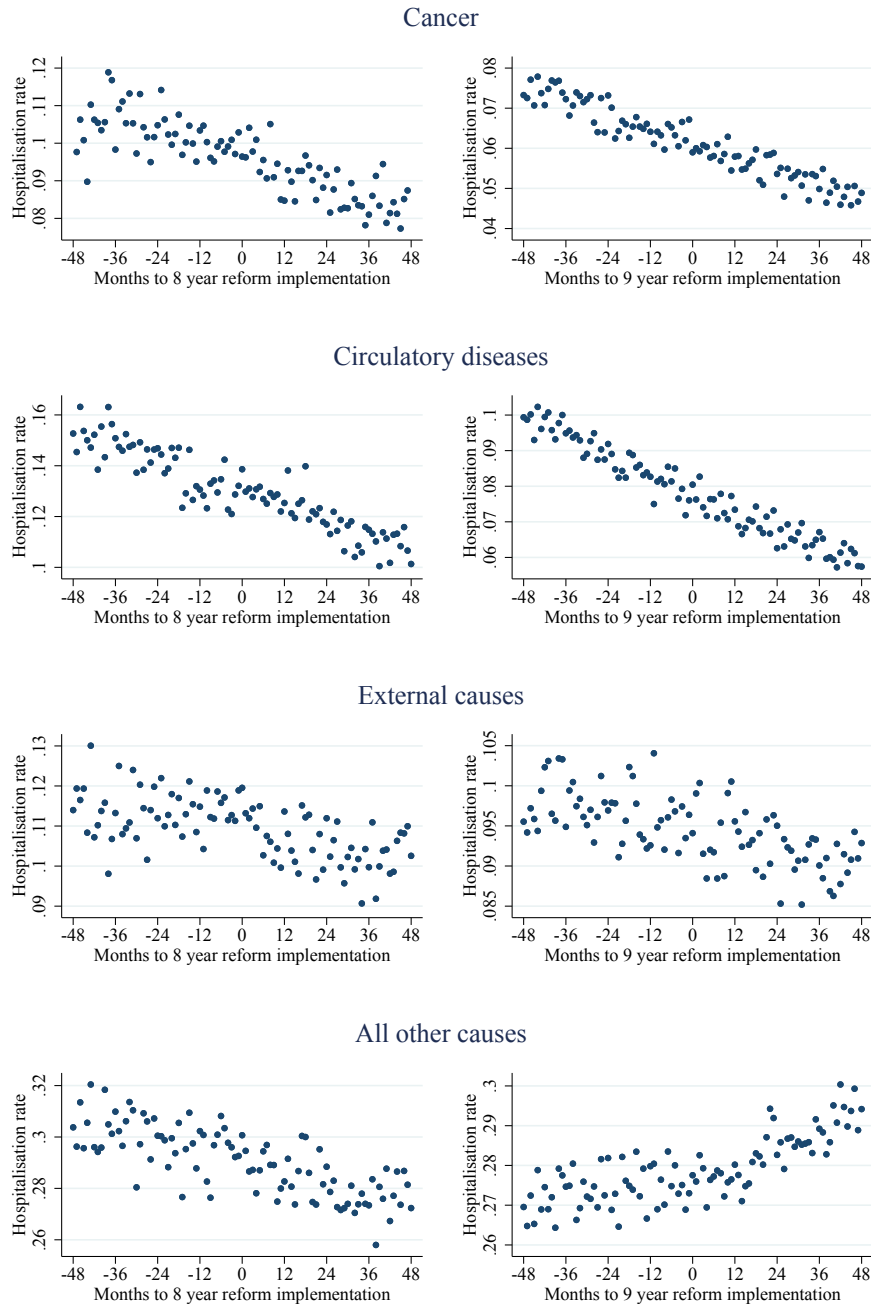 Cancer
Hospitalisation rate
.08 .09 .1 .11 .12
-48 -36 -24 -12 0 12 24 36 48
Months to 8 year reform implementation
Hospitalisation rate
.04 .05 .06 .07 .08
-48 -36 -24 -12 0 12 24 36 48
Months to 9 year reform implementation
Circulatory diseases
Hospitalisation rate
.1 .12 .14 .16
-48 -36 -24 -12 0 12 24 36 48
Months to 8 year reform implementation
Hospitalisation rate
.06 .07 .08 .09 .1
-48 -36 -24 -12 0 12 24 36 48
Months to 9 year reform implementation
External causes
Hospitalisation rate
.09 .1 .11 .12 .13
-48 -36 -24 -12 0 12 24 36 48
Months to 8 year reform implementation
Hospitalisation rate
.085 .09 .095 .1 .105
-48 -36 -24 -12 0 12 24 36 48
Months to 9 year reform implementation
All other causes
Hospitalisation rate
.26 .28 .3 .32
-48 -36 -24 -12 0 12 24 36 48
Months to 8 year reform implementation
Hospitalisation rate
.26 .27 .28 .29 .3
-48 -36 -24 -12 0 12 24 36 48
Months to 9 year reform implementation